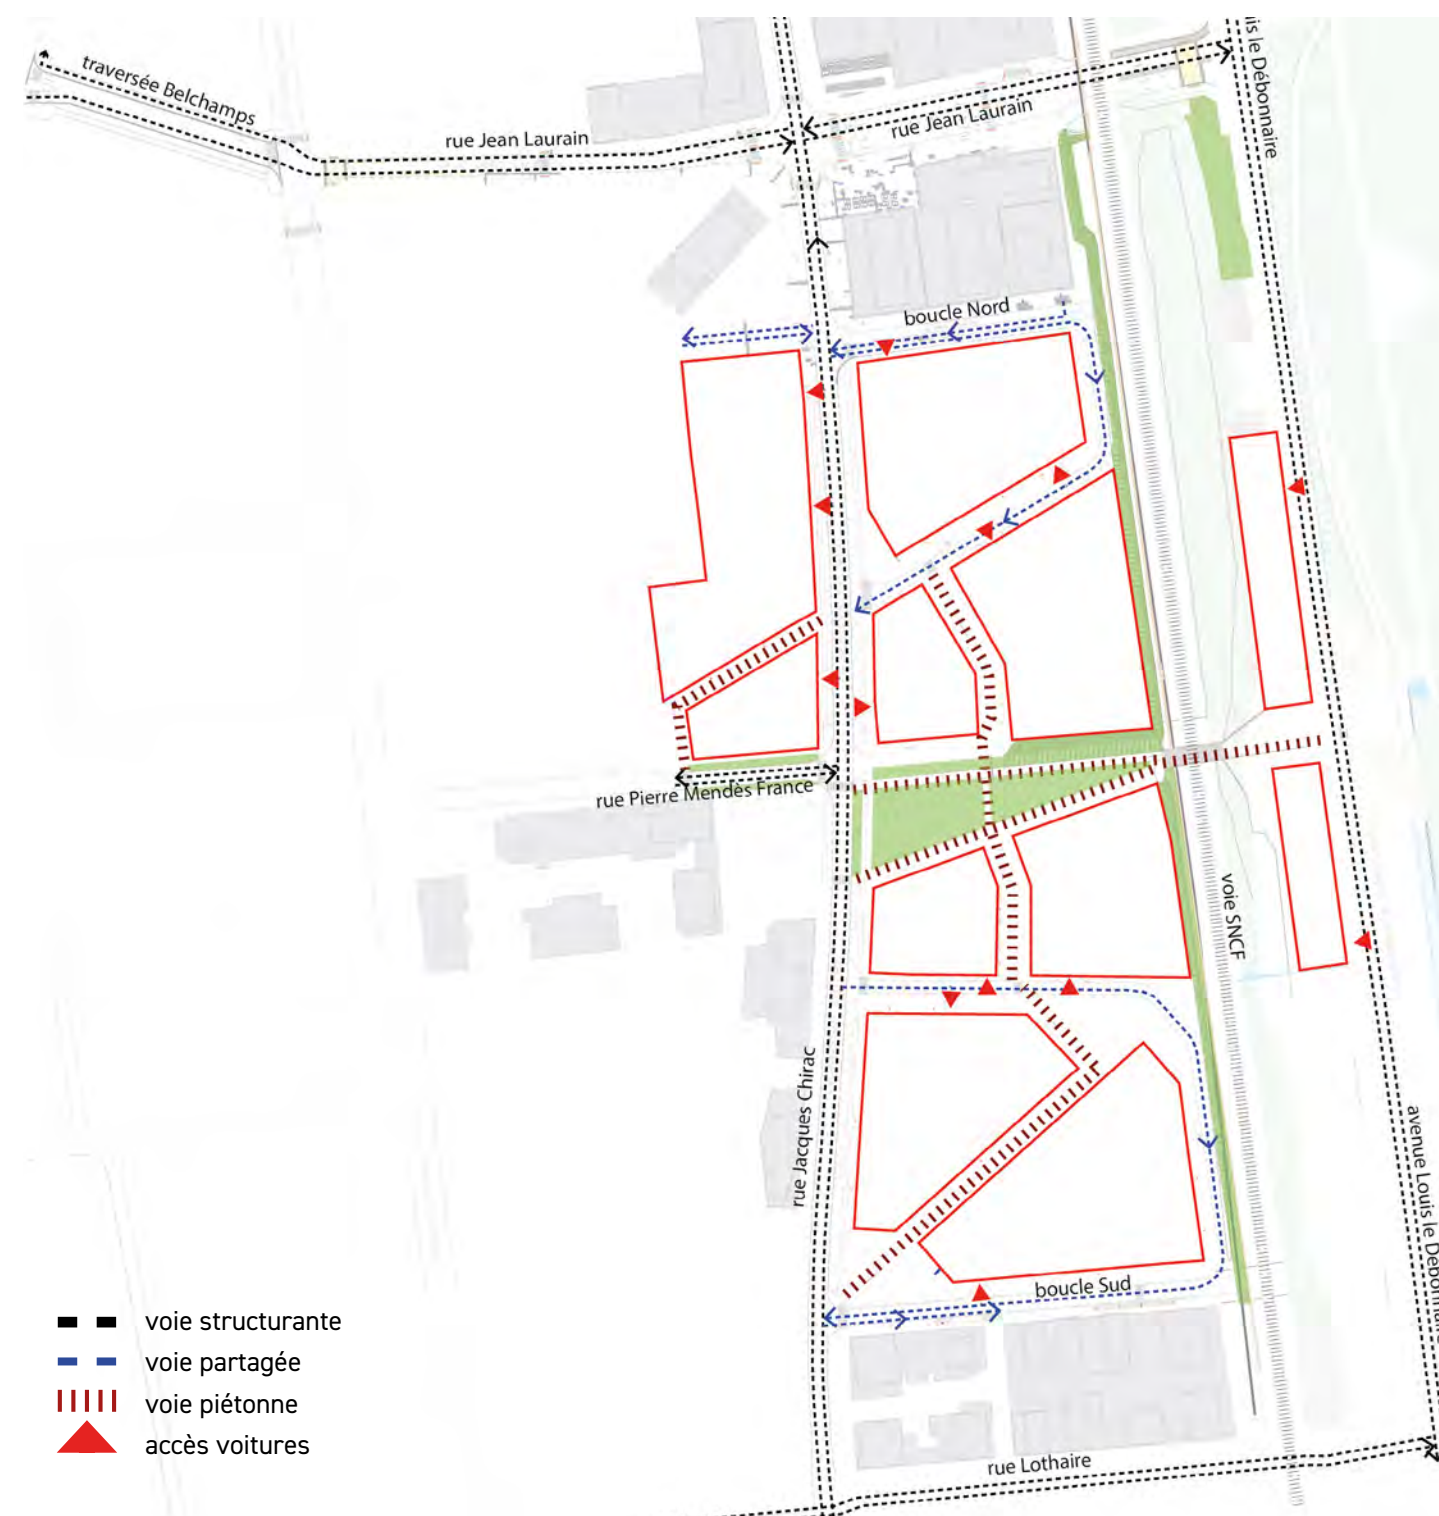 traversée Belchamps
rue Jean Laurain
rue Jean Laurain
is le Débonnaire
boucle Nord
rue Pierre Mendès France
voie SNCF
rue Jacques Chirac
avenue Louis le Débonnaire
boucle Sud
rue Lothaire
voie structurante
voie partagée
voie piétonne
accès voitures